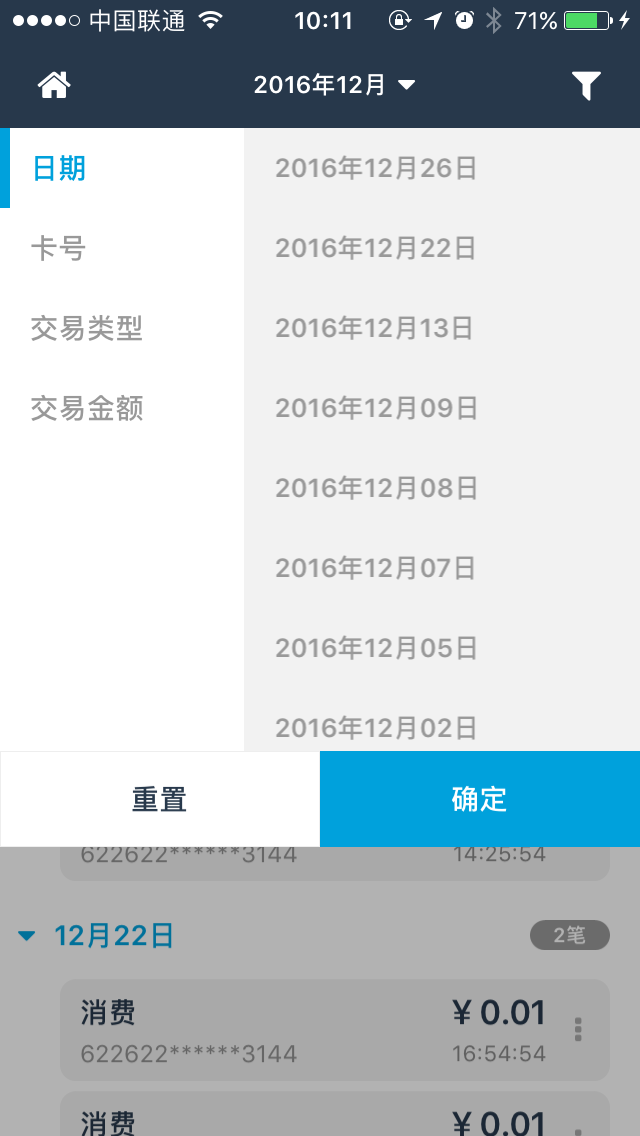 中国联通 10:11 71%
2016年12月
日期
卡号
交易类型
交易金额
2016年12月26日
2016年12月22日
2016年12月13日
2016年12月09日
2016年12月08日
2016年12月07日
2016年12月05日
2016年12月02日
重置 确定
622622******3144 14:25:54
12月22日 2笔
消费 ¥ 0.01
622622******3144 16:54:54
消费 ¥ 0.01